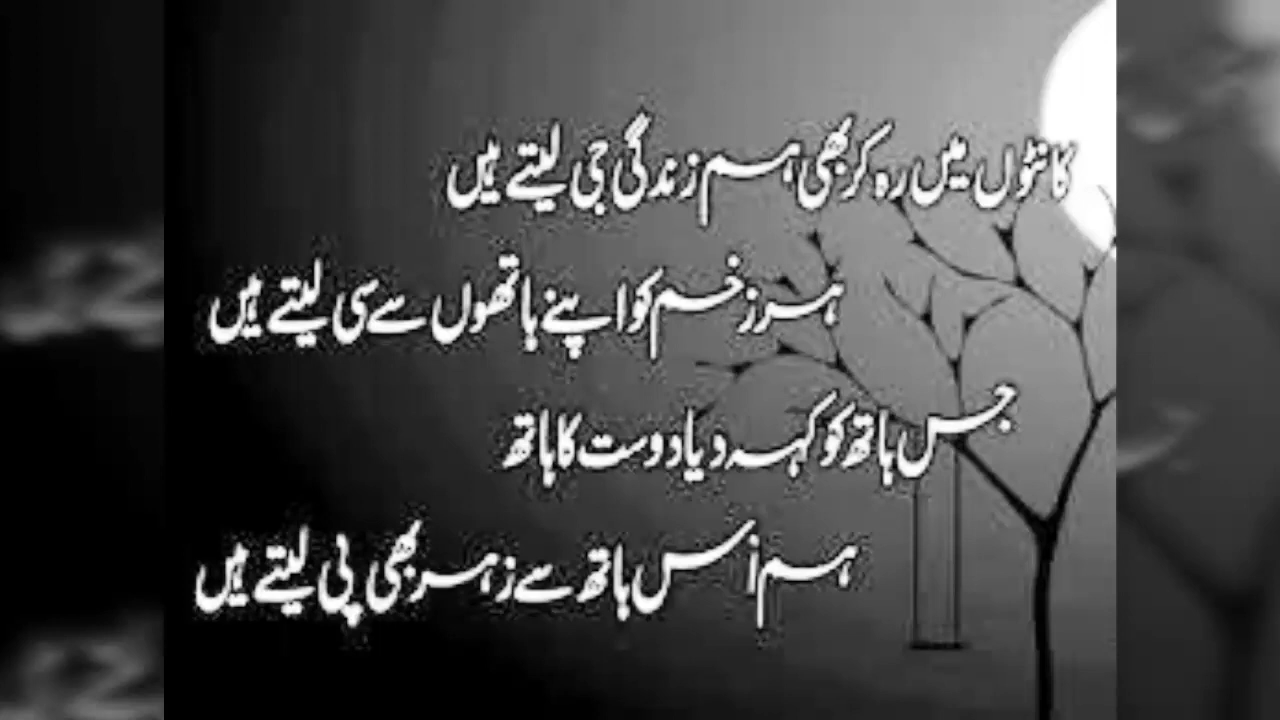 کانٹوں میں رہ کر بھی ہم زندگی جی لیتے ہیں
ہر زخم کو اپنے ہاتھوں سے سی لیتے ہیں
جس ہاتھ کو کہہ دیا دوست کا ہاتھ
ہم اُس ہاتھ سے زہر بھی پی لیتے ہیں